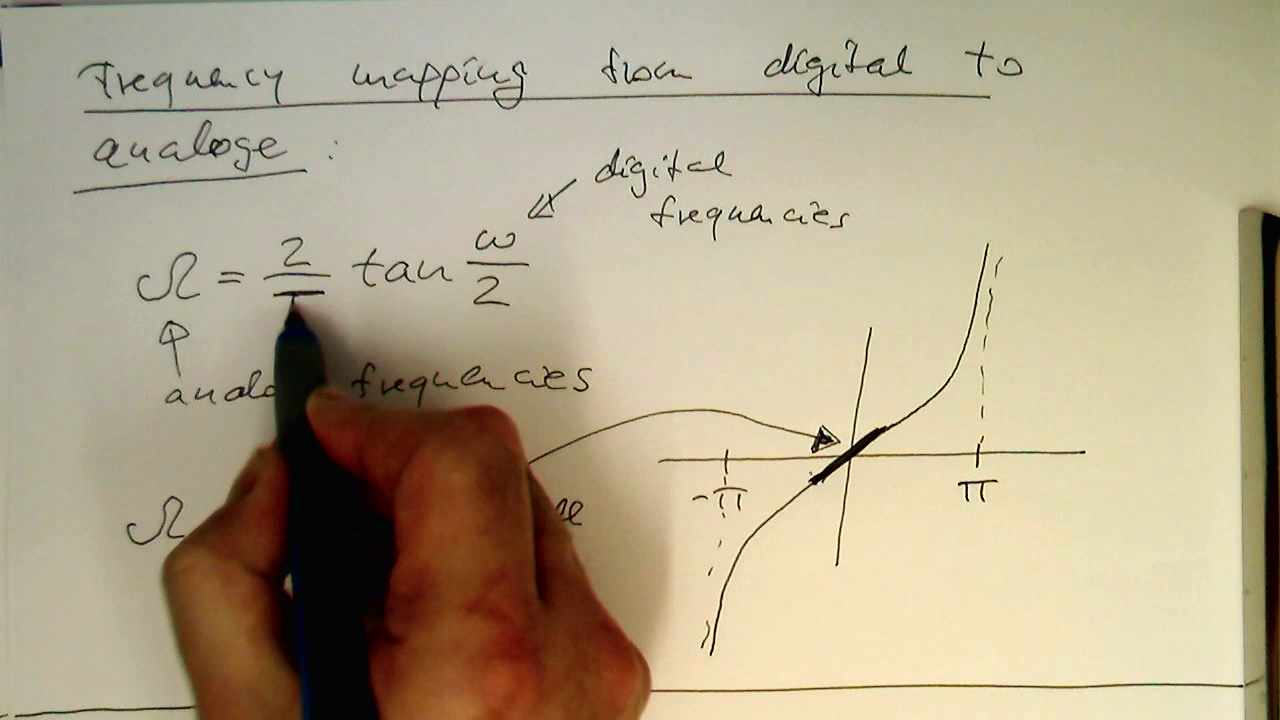 Frequency mapping from digital to
analoge :
digital
frequencies
Ω = 2/T tan ω/2
frequencies
Ω
-π
π